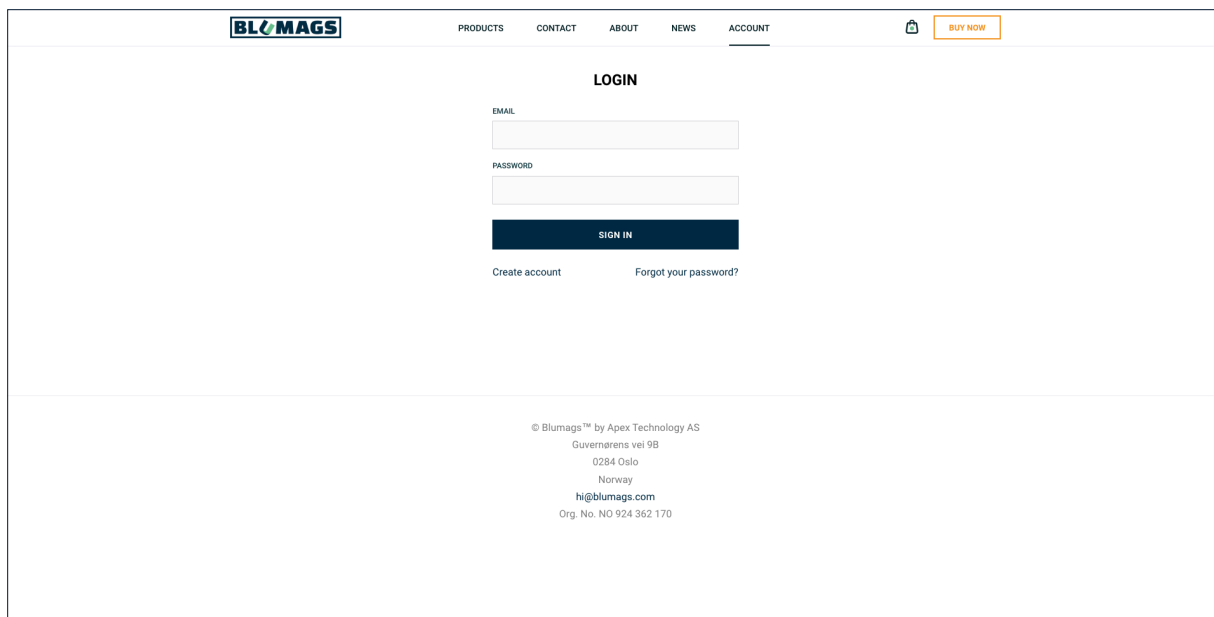 BLUMAGS
PRODUCTS CONTACT ABOUT NEWS ACCOUNT
BUY NOW
LOGIN
EMAIL
PASSWORD
SIGN IN
Create account Forgot your password?
© Blumags™ by Apex Technology AS
Guvernørens vei 9B
0284 Oslo
Norway
hi@blumags.com
Org. No. NO 924 362 170